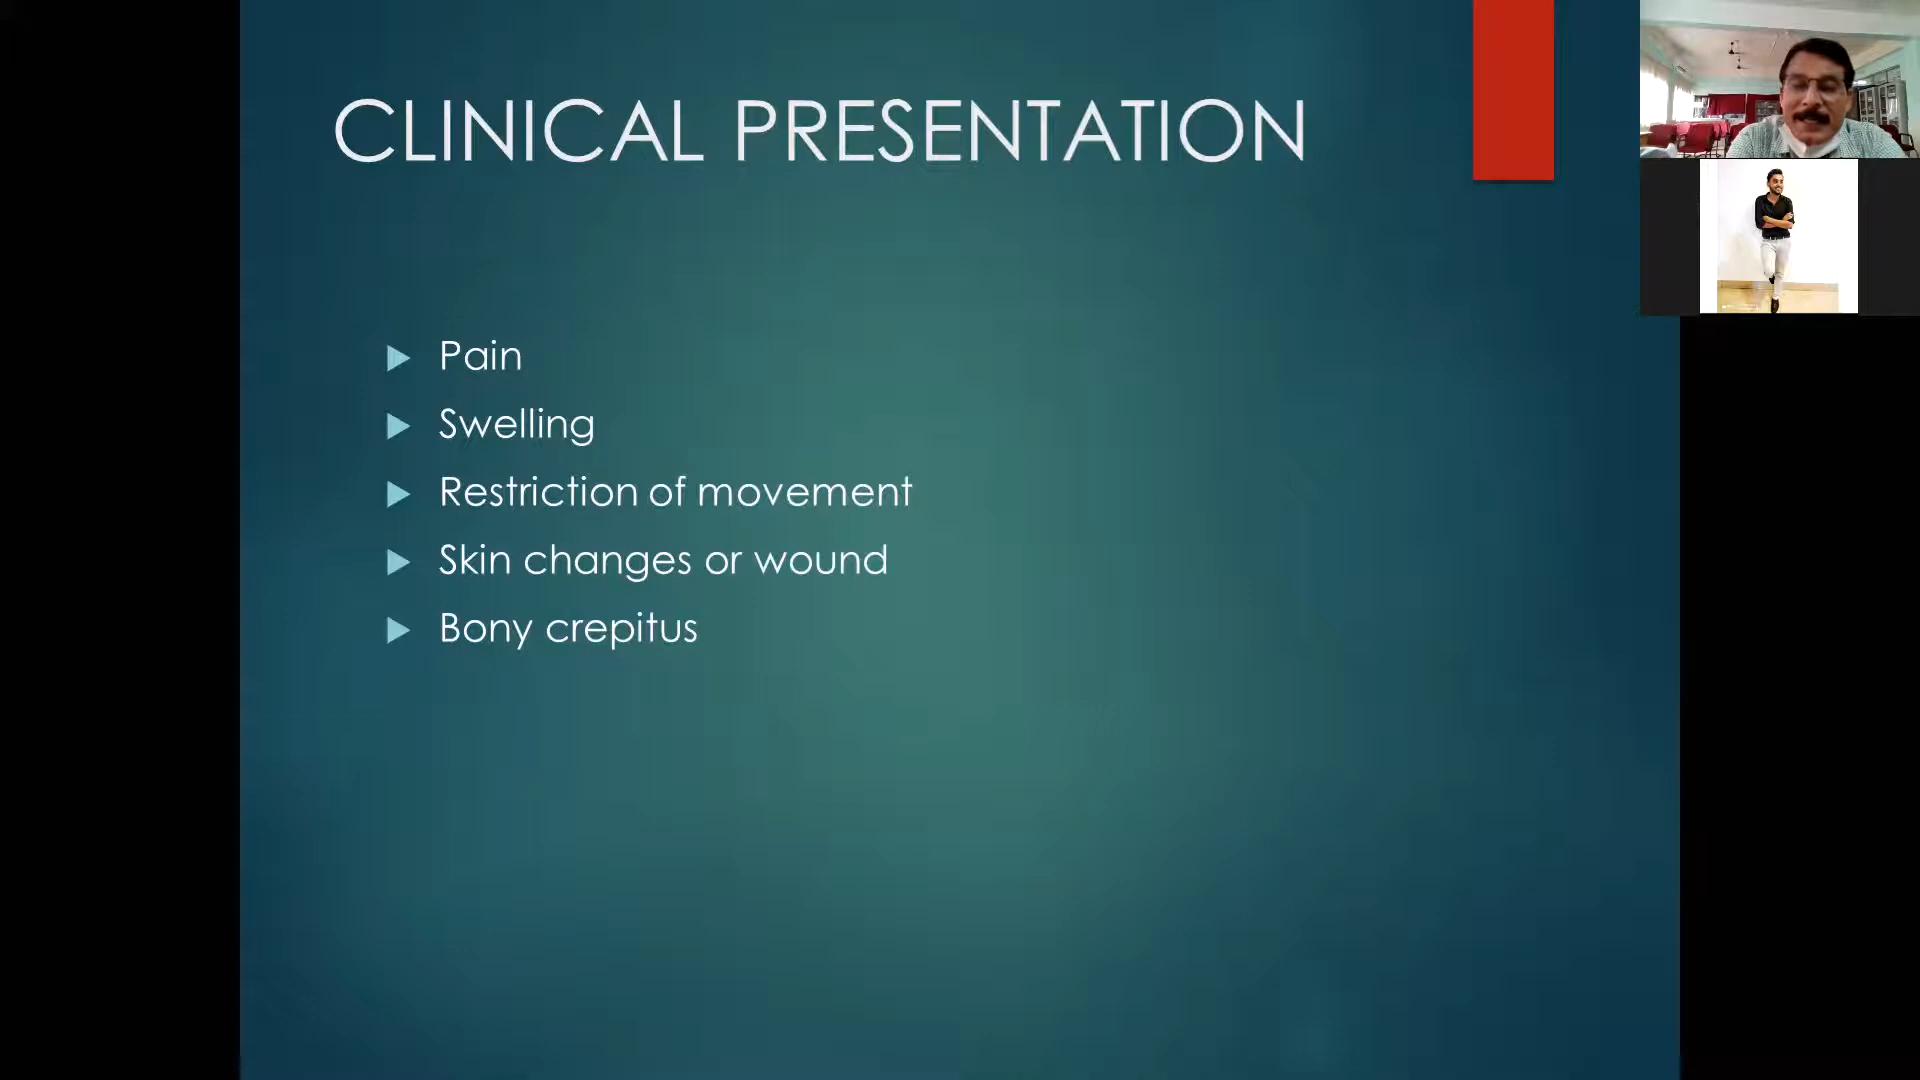 CLINICAL PRESENTATION
Pain
Swelling
Restriction of movement
Skin changes or wound
Bony crepitus